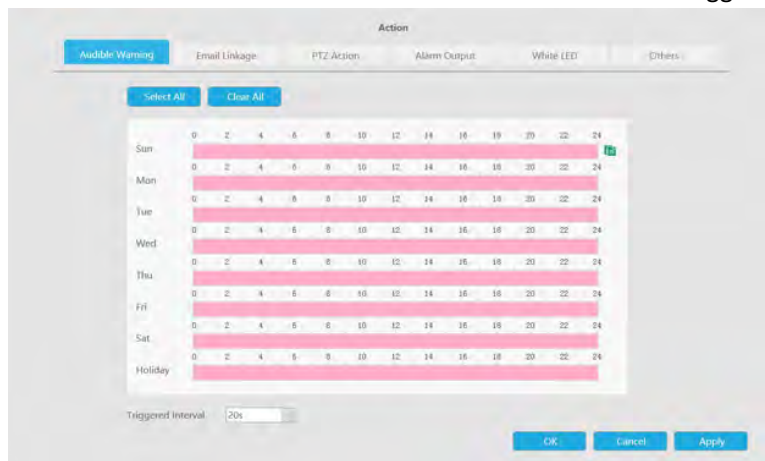 Action
Audible Warning Email Linkage PTZ Action Alarm Output White LED Others
Select All Clear All
0 2 4 6 8 10 12 14 16 18 20 22 24
Sun
0 2 4 6 8 10 12 14 16 18 20 22 24
Mon
0 2 4 6 8 10 12 14 16 18 20 22 24
Tue
0 2 4 6 8 10 12 14 16 18 20 22 24
Wed
0 2 4 6 8 10 12 14 16 18 20 22 24
Thu
0 2 4 6 8 10 12 14 16 18 20 22 24
Fri
0 2 4 6 8 10 12 14 16 18 20 22 24
Sat
0 2 4 6 8 10 12 14 16 18 20 22 24
Holiday
Triggered Interval 20s
OK Cancel Apply